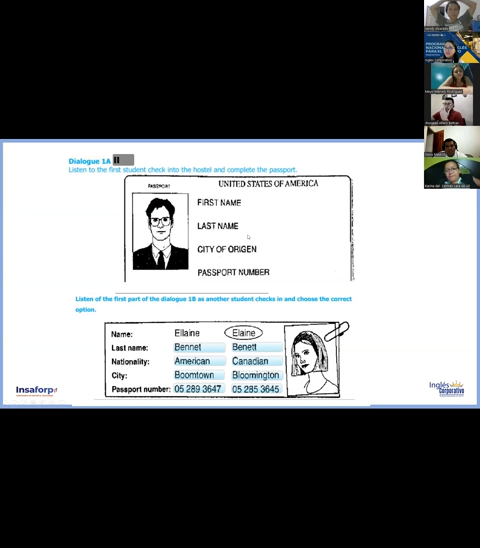 Dialogue 1A
Listen to the first student check into the hostel and complete the passport.
PASSPORT
UNITED STATES OF AMERICA
FIRST NAME
LAST NAME
CITY OF ORIGEN
PASSPORT NUMBER
Listen of the first part of the dialogue 1B as another student checks in and choose the correct
option.
Name: Ellaine Elaine
Last name: Bennet Benett
Nationality: American Canadian
City: Boomtown Bloomington
Passport number: 05 289 3647 05 285 3645
Insaforp
Inglés
Corporativo
PROGRAMA
NACIONAL